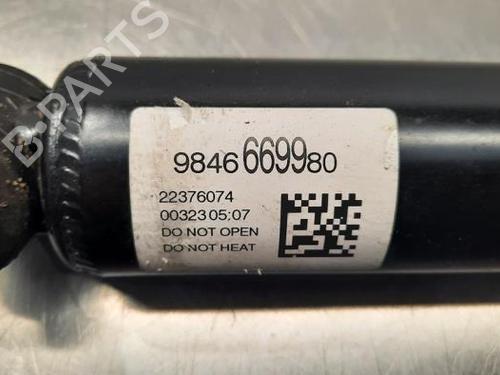 B-PARTS
9846669980
22376074
00323 05:07
DO NOT OPEN
DO NOT HEAT